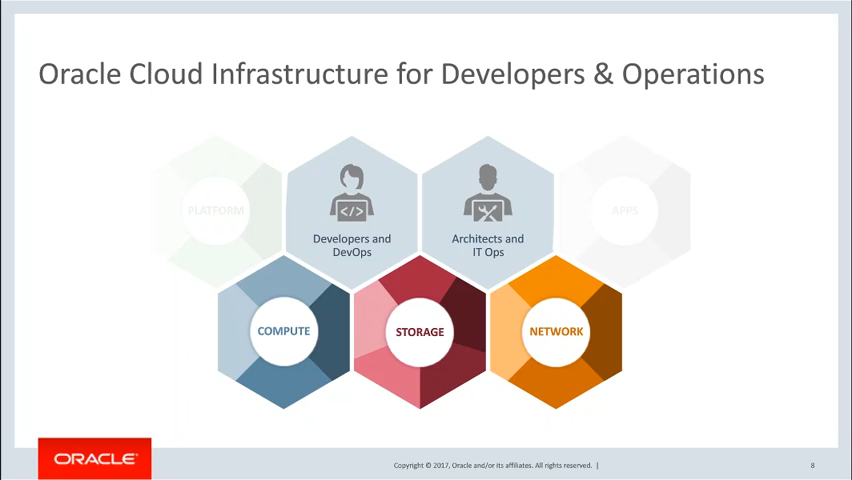 Oracle Cloud Infrastructure for Developers & Operations
PLATFORM
</>
Developers and
DevOps
Architects and
IT Ops
APPS
COMPUTE
STORAGE
NETWORK
ORACLE®
Copyright © 2017, Oracle and/or its affiliates. All rights reserved. |
8